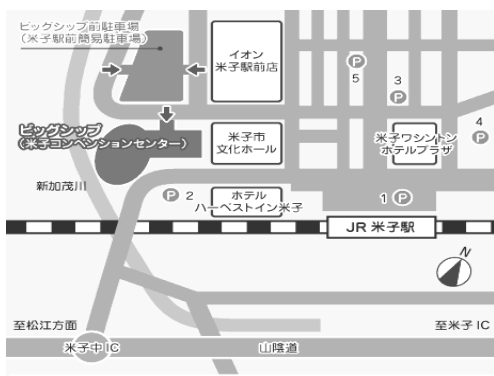 ビッグシップ前駐車場
（米子駅前簡易駐車場）
イオン
米子駅前店
P
5
3
P
4
P
ビッグシップ
（米子コンベンションセンター）
米子市
文化ホール
米子ワシントン
ホテルプラザ
新加茂川
P 2
ホテル
ハーベストイン米子
1 P
JR 米子駅
N
至松江方面
至米子 IC
米子中 IC
山陰道